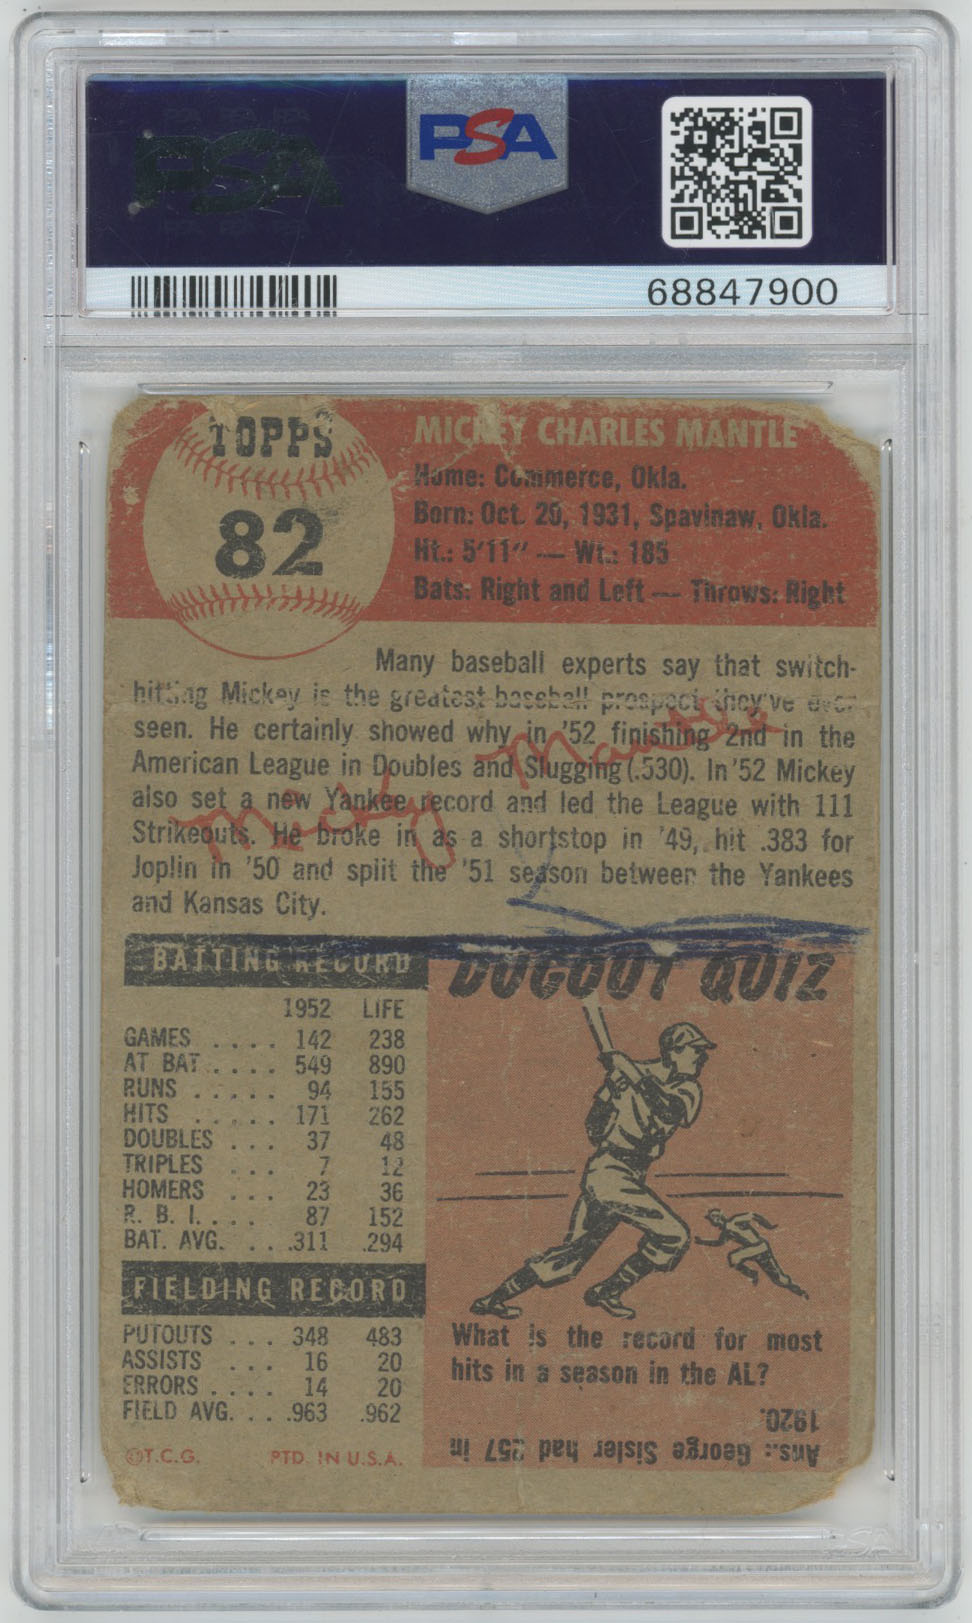 PSA
PSA
68847900
TOPPS
82
MICKEY CHARLES MANTLE
Home: Commerce, Okla.
Born: Oct. 20, 1931, Spavinaw, Okla.
Ht.: 5'11" — Wt.: 185
Bats: Right and Left — Throws: Right
Many baseball experts say that switch-
hitting Mickey is the greatest baseball prospect they've ever
seen. He certainly showed why in '52 finishing 2nd in the
American League in Doubles and Slugging (.530). In '52 Mickey
also set a new Yankee record and led the League with 111
Strikeouts. He broke in as a shortstop in '49, hit .383 for
Joplin in '50 and split the '51 season between the Yankees
and Kansas City.
Micky Mantle
BATTING RECORD
1952 LIFE
GAMES .... 142 238
AT BAT .... 549 890
RUNS ..... 94 155
HITS ..... 171 262
DOUBLES ... 37 48
TRIPLES ... 7 12
HOMERS ... 23 36
R. B. I. ... 87 152
BAT. AVG. ... .311 .294
FIELDING RECORD
PUTOUTS ... 348 483
ASSISTS ... 16 20
ERRORS .... 14 20
FIELD AVG. ... .963 .962
©T.C.G. PTD. IN U.S.A.
DUGOUT QUIZ
What is the record for most
hits in a season in the AL?
Ans.: George Sisler had 257 in
1920.